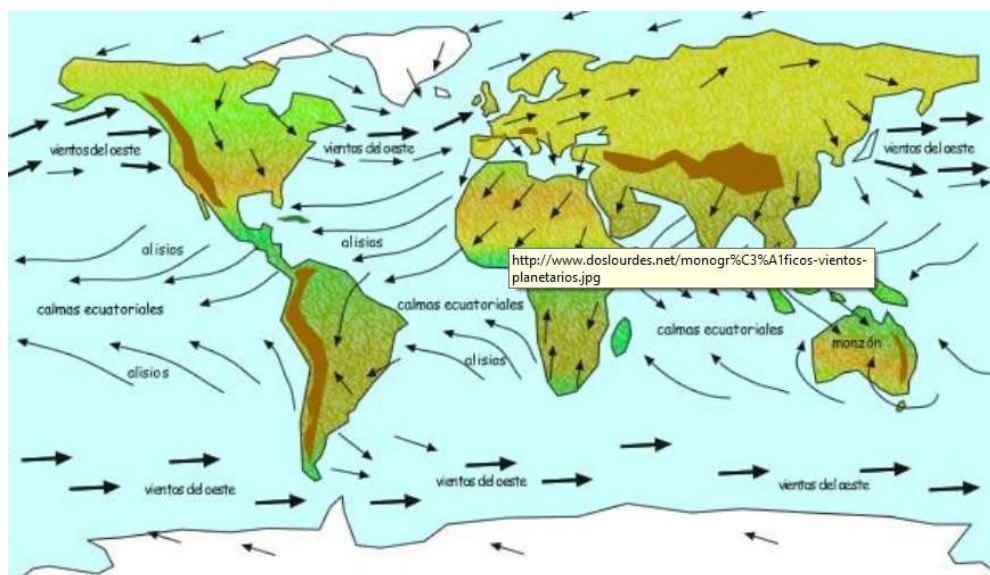 vientos del oeste
vientos del oeste
vientos del oeste
alisios
alisios
http://www.doslourdes.net/monogr%C3%A1ficos-vientos-
planetarios.jpg
calmas ecuatoriales
calmas ecuatoriales
calmas ecuatoriales
monzón
alisios
alisios
vientos del oeste
vientos del oeste
vientos del oeste